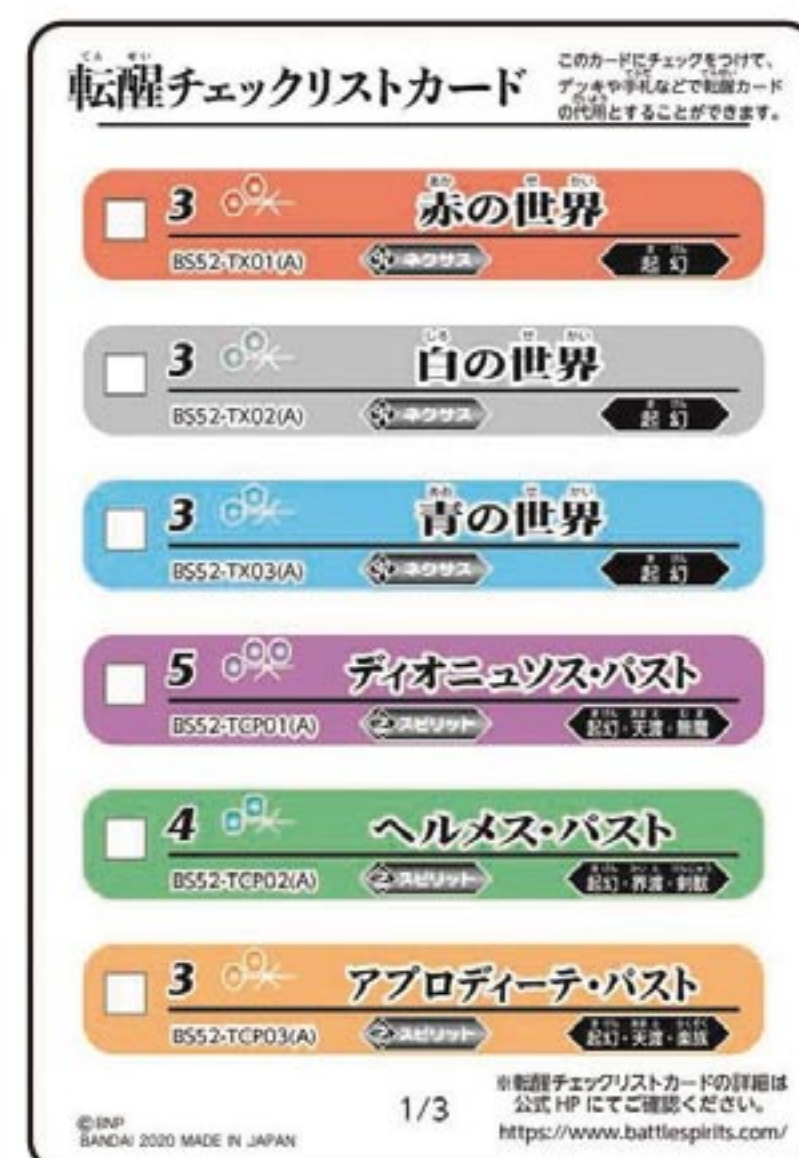 転醒チェックリストカード
このカードにチェックをつけて、
デッキや手札などで転醒カード
の代用とすることができます。
3 赤の世界
BS52-TX01(A) ネクサス 起幻
3 白の世界
BS52-TX02(A) ネクサス 起幻
3 青の世界
BS52-TX03(A) ネクサス 起幻
5 ディオニュソス・パスト
BS52-TCP01(A) スピリット 起幻・天渡・無魔
4 ヘルメス・パスト
BS52-TCP02(A) スピリット 起幻・界渡・剣獣
3 アプロディーテ・パスト
BS52-TCP03(A) スピリット 起幻・天渡・楽族
©BNP
BANDAI 2020 MADE IN JAPAN
1/3
※転醒チェックリストカードの詳細は
公式 HP にてご確認ください。
https://www.battlespirits.com/